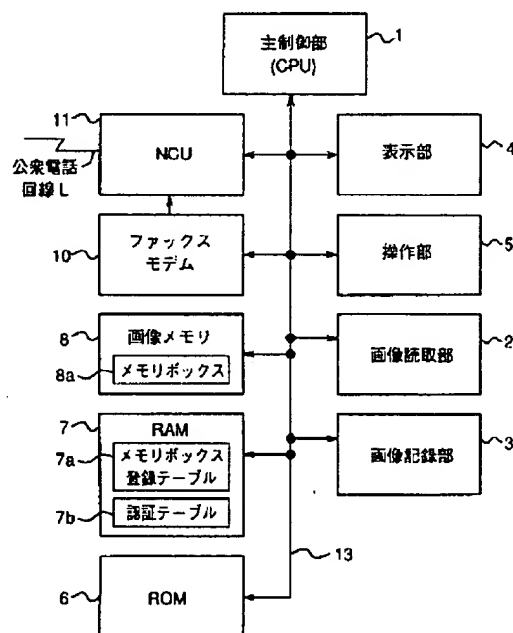 1
主制御部
(CPU)
11
NCU
公衆電話
回線L
表示部
4
10
ファックス
モデム
操作部
5
8
画像メモリ
8a
メモリボックス
画像読取部
2
7
RAM
7a
メモリボックス
登録テーブル
7b
認証テーブル
画像記録部
3
13
6
ROM